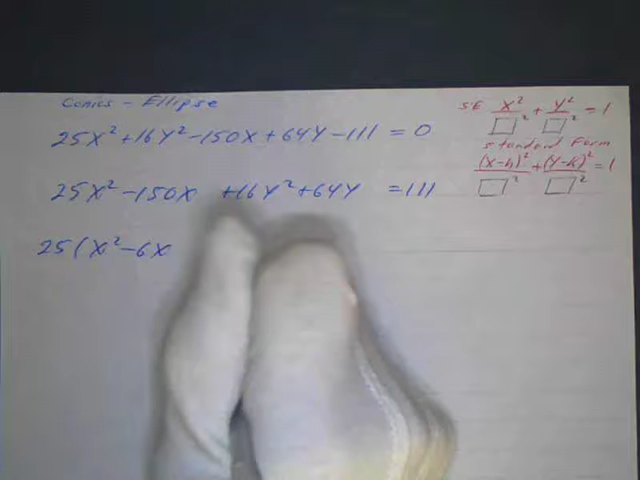 Conics - Ellipse
25X² + 16Y² - 150X + 64Y - 111 = 0
25X² - 150X + 16Y² + 64Y = 111
25(X² - 6X
SE X²/□² + Y²/□² = 1
Standard Form
(X-h)²/□² + (Y-k)²/□² = 1